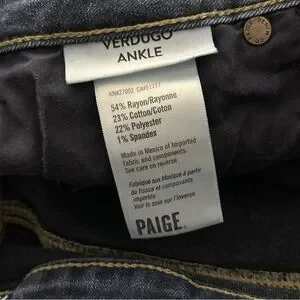 VERDUGO
ANKLE
54% Rayon/Rayonne
23% Cotton/Coton
22% Polyester
1% Spandex
Made in Mexico of Imported
fabric and components.
See care on reverse.
Fabriqué aux Mexique à partir
de tissus et composants
importés
Voir le soin sur l'inverse.
PAIGE